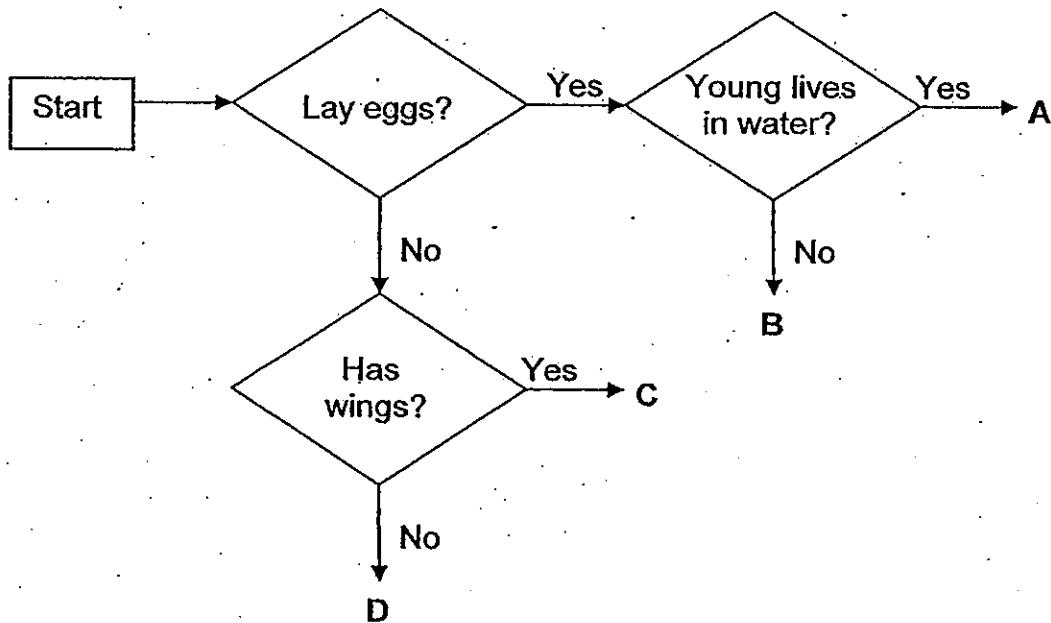 Start
Lay eggs?
Yes
Young lives
in water?
Yes
A
No
B
No
Has
wings?
Yes
C
No
D